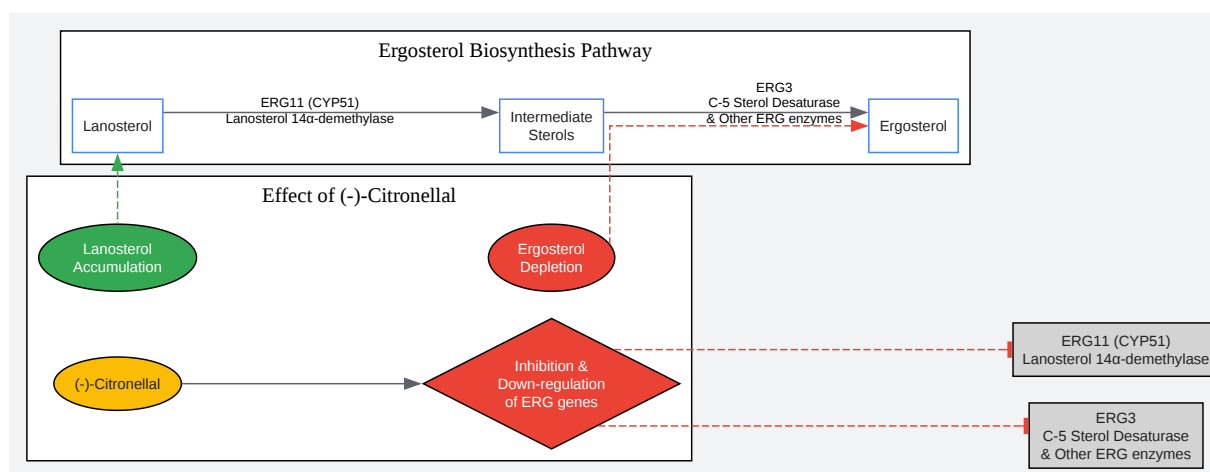 Ergosterol Biosynthesis Pathway
Lanosterol
ERG11 (CYP51)
Lanosterol 14α-demethylase
Intermediate
Sterols
ERG3
C-5 Sterol Desaturase
& Other ERG enzymes
Ergosterol
Effect of (-)-Citronellal
Lanosterol
Accumulation
Ergosterol
Depletion
(-)-Citronellal
Inhibition &
Down-regulation
of ERG genes
ERG11 (CYP51)
Lanosterol 14α-demethylase
ERG3
C-5 Sterol Desaturase
& Other ERG enzymes